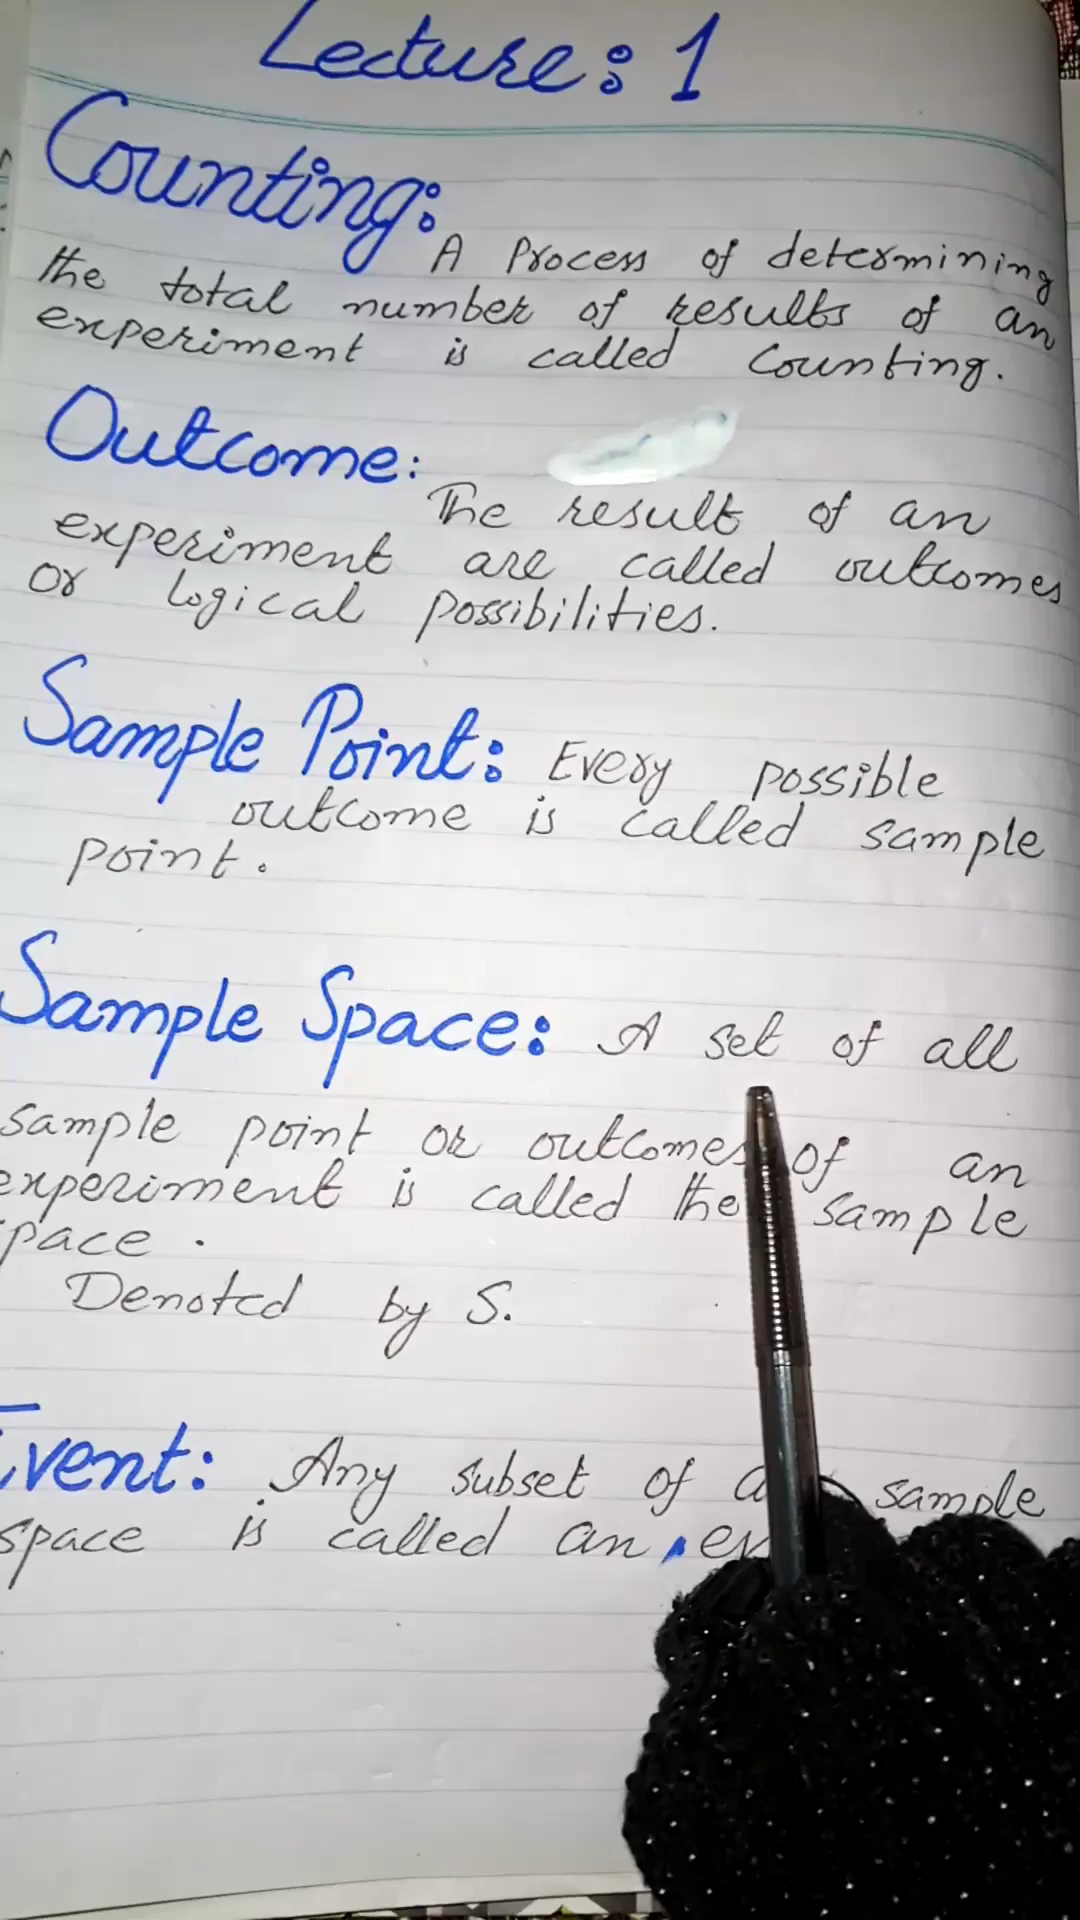 Lecture: 1
Counting:
A Process of determining
the total number of results of an
experiment is called Counting.
Outcome:
The result of an
experiment are called outcomes
or logical possibilities.
Sample Point: Every possible
outcome is called sample
point.
Sample Space: A set of all
sample point or outcomes of an
experiment is called the sample
pace.
Denoted by S.
Event: Any subset of a sample
space is called an